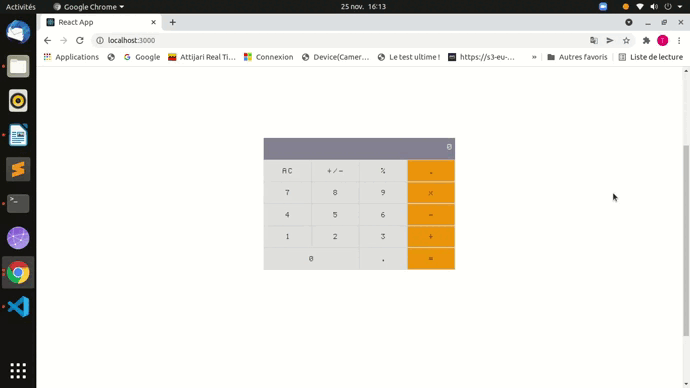 Activités
Google Chrome
25 nov. 16:13
React App
localhost:3000
Applications
Google
Attijari Real Ti...
Connexion
Device(Camer...
Le test ultime !
https://s3-eu-...
»
Autres favoris
Liste de lecture
0
AC +/- %
7 8 9 x
4 5 6 -
1 2 3 +
0 . =